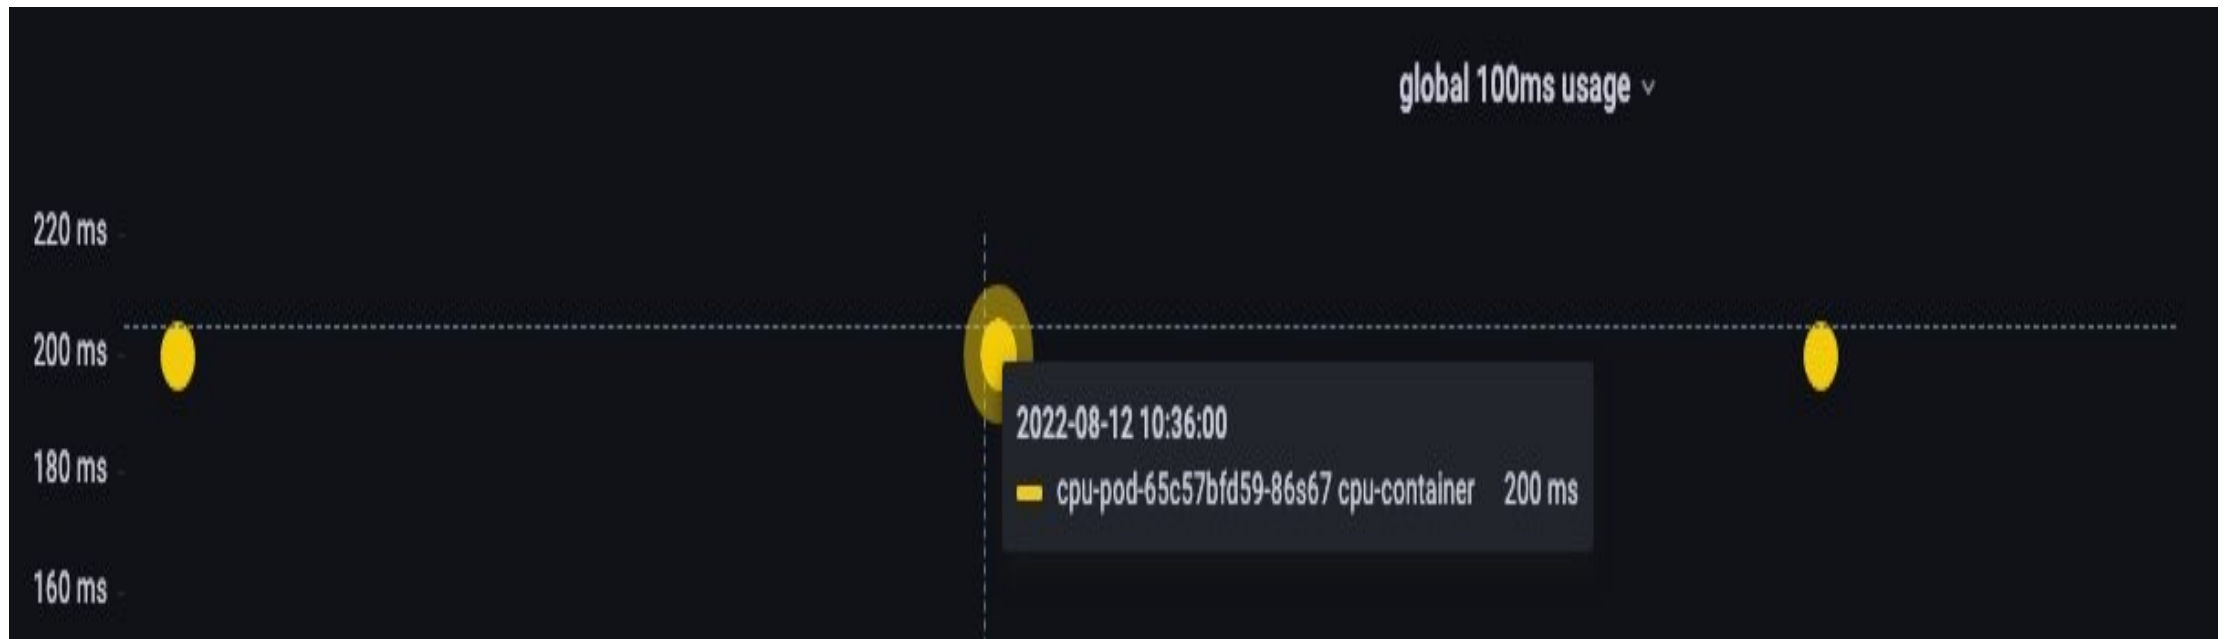 global 100ms usage
220 ms
200 ms
180 ms
160 ms
2022-08-12 10:36:00
cpu-pod-65c57bfd59-86s67 cpu-container 200 ms